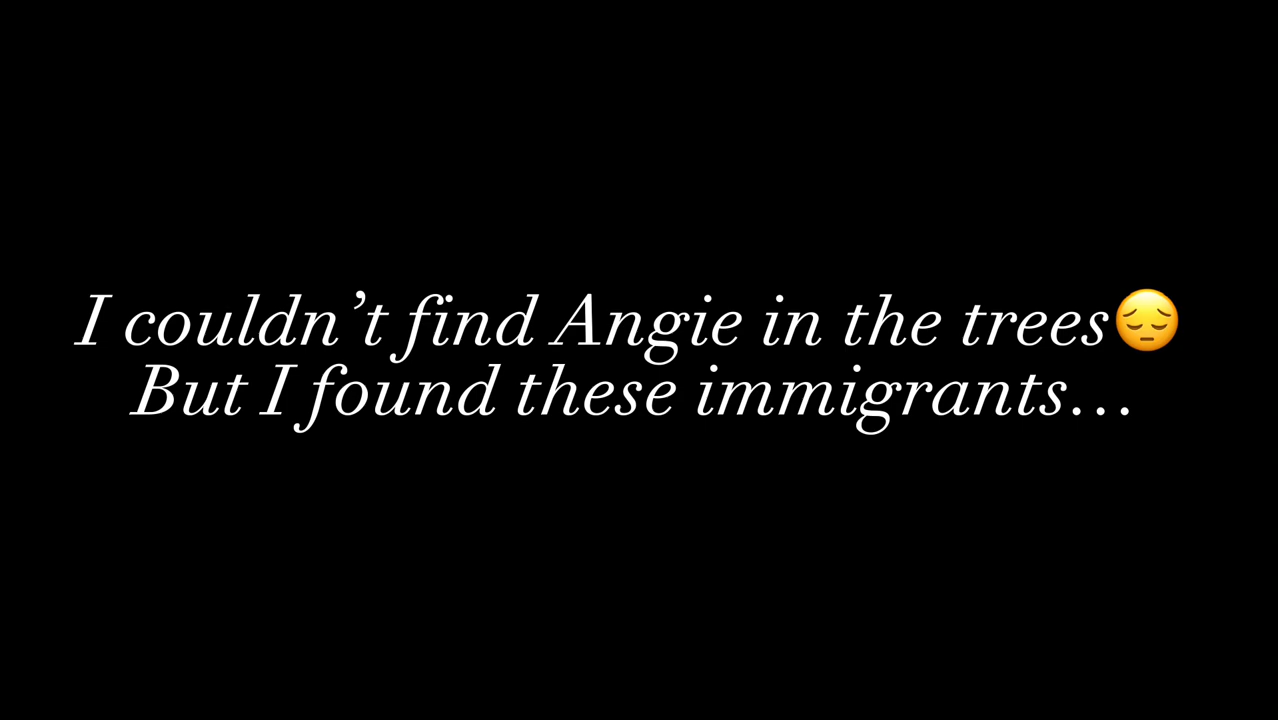 I couldn’t find Angie in the trees😔
But I found these immigrants…